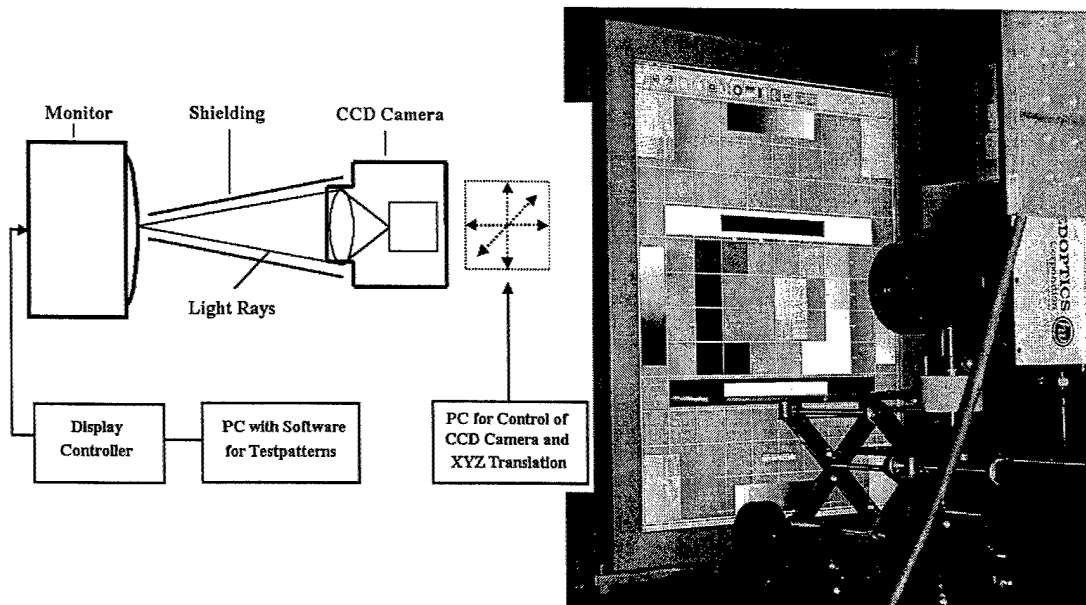 Monitor
Shielding
CCD Camera
Light Rays
Display
Controller
PC with Software
for Testpatterns
PC for Control of
CCD Camera and
XYZ Translation